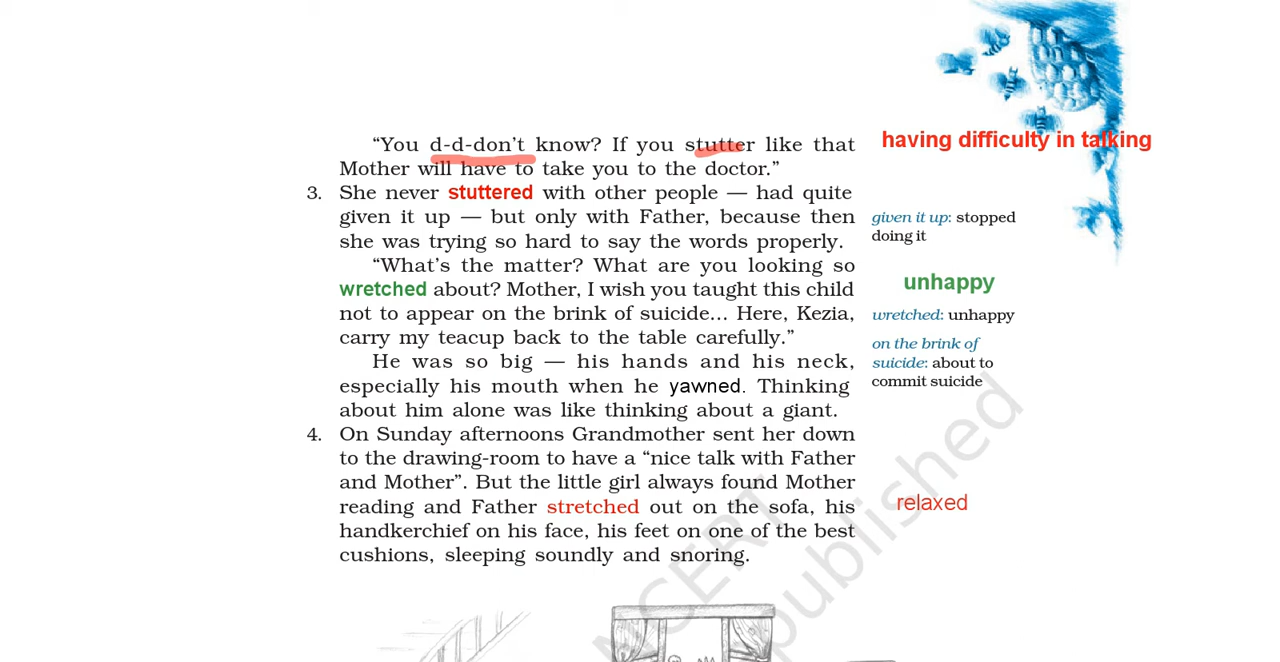 “You d-d-don’t know? If you stutter like that
Mother will have to take you to the doctor.”
having difficulty in talking
3. She never stuttered with other people — had quite
given it up — but only with Father, because then
she was trying so hard to say the words properly.
given it up: stopped
doing it
“What’s the matter? What are you looking so
wretched about? Mother, I wish you taught this child
not to appear on the brink of suicide... Here, Kezia,
carry my teacup back to the table carefully.”
unhappy
wretched: unhappy
on the brink of
suicide: about to
commit suicide
He was so big — his hands and his neck,
especially his mouth when he yawned. Thinking
about him alone was like thinking about a giant.
4. On Sunday afternoons Grandmother sent her down
to the drawing-room to have a “nice talk with Father
and Mother”. But the little girl always found Mother
reading and Father stretched out on the sofa, his
handkerchief on his face, his feet on one of the best
cushions, sleeping soundly and snoring.
relaxed
NCERT
published